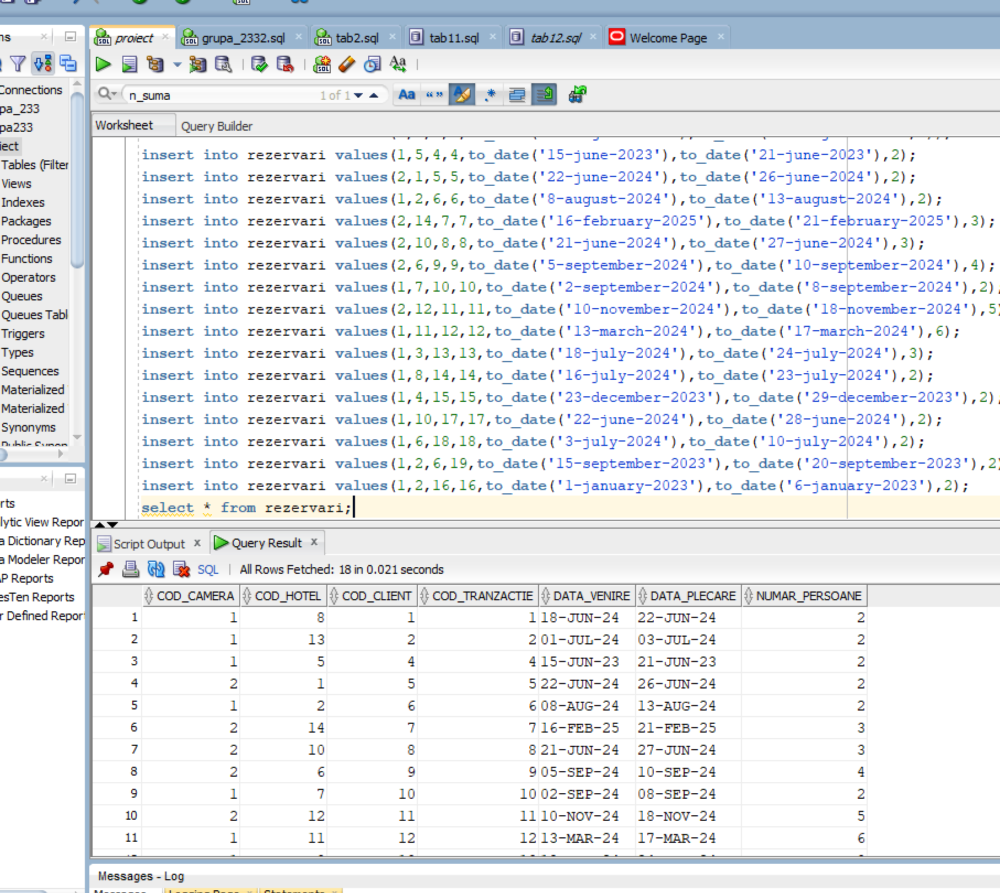 ns
proiect
grupa_2332.sql
tab2.sql
tab11.sql
tab12.sql
Welcome Page
n_suma 1 of 1
Worksheet Query Builder
Connections
pa_233
pa233
iect
Tables (Filter
Views
Indexes
Packages
Procedures
Functions
Operators
Queues
Queues Tabl
Triggers
Types
Sequences
Materialized
Materialized
Synonyms
Public Synon
rts
lytic View Repor
a Dictionary Rep
a Modeler Repor
AP Reports
esTen Reports
r Defined Report
insert into rezervari values(1,5,4,4,to_date('15-june-2023'),to_date('21-june-2023'),2);
insert into rezervari values(2,1,5,5,to_date('22-june-2024'),to_date('26-june-2024'),2);
insert into rezervari values(1,2,6,6,to_date('8-august-2024'),to_date('13-august-2024'),2);
insert into rezervari values(2,14,7,7,to_date('16-february-2025'),to_date('21-february-2025'),3);
insert into rezervari values(2,10,8,8,to_date('21-june-2024'),to_date('27-june-2024'),3);
insert into rezervari values(2,6,9,9,to_date('5-september-2024'),to_date('10-september-2024'),4);
insert into rezervari values(1,7,10,10,to_date('2-september-2024'),to_date('8-september-2024'),2)
insert into rezervari values(2,12,11,11,to_date('10-november-2024'),to_date('18-november-2024'),5)
insert into rezervari values(1,11,12,12,to_date('13-march-2024'),to_date('17-march-2024'),6);
insert into rezervari values(1,3,13,13,to_date('18-july-2024'),to_date('24-july-2024'),3);
insert into rezervari values(1,8,14,14,to_date('16-july-2024'),to_date('23-july-2024'),2);
insert into rezervari values(1,4,15,15,to_date('23-december-2023'),to_date('29-december-2023'),2)
insert into rezervari values(1,10,17,17,to_date('22-june-2024'),to_date('28-june-2024'),2);
insert into rezervari values(1,6,18,18,to_date('3-july-2024'),to_date('10-july-2024'),2);
insert into rezervari values(1,2,6,19,to_date('15-september-2023'),to_date('20-september-2023'),2)
insert into rezervari values(1,2,16,16,to_date('1-january-2023'),to_date('6-january-2023'),2);
select * from rezervari;
Script Output Query Result
SQL All Rows Fetched: 18 in 0.021 seconds
COD_CAMERA COD_HOTEL COD_CLIENT COD_TRANZACTIE DATA_VENIRE DATA_PLECARE NUMAR_PERSOANE
1 1 8 1 1 18-JUN-24 22-JUN-24 2
2 1 13 2 2 01-JUL-24 03-JUL-24 2
3 1 5 4 4 15-JUN-23 21-JUN-23 2
4 2 1 5 5 22-JUN-24 26-JUN-24 2
5 1 2 6 6 08-AUG-24 13-AUG-24 2
6 2 14 7 7 16-FEB-25 21-FEB-25 3
7 2 10 8 8 21-JUN-24 27-JUN-24 3
8 2 6 9 9 05-SEP-24 10-SEP-24 4
9 1 7 10 10 02-SEP-24 08-SEP-24 2
10 2 12 11 11 10-NOV-24 18-NOV-24 5
11 1 11 12 12 13-MAR-24 17-MAR-24 6
Messages - Log
Messages Logging Page Statements